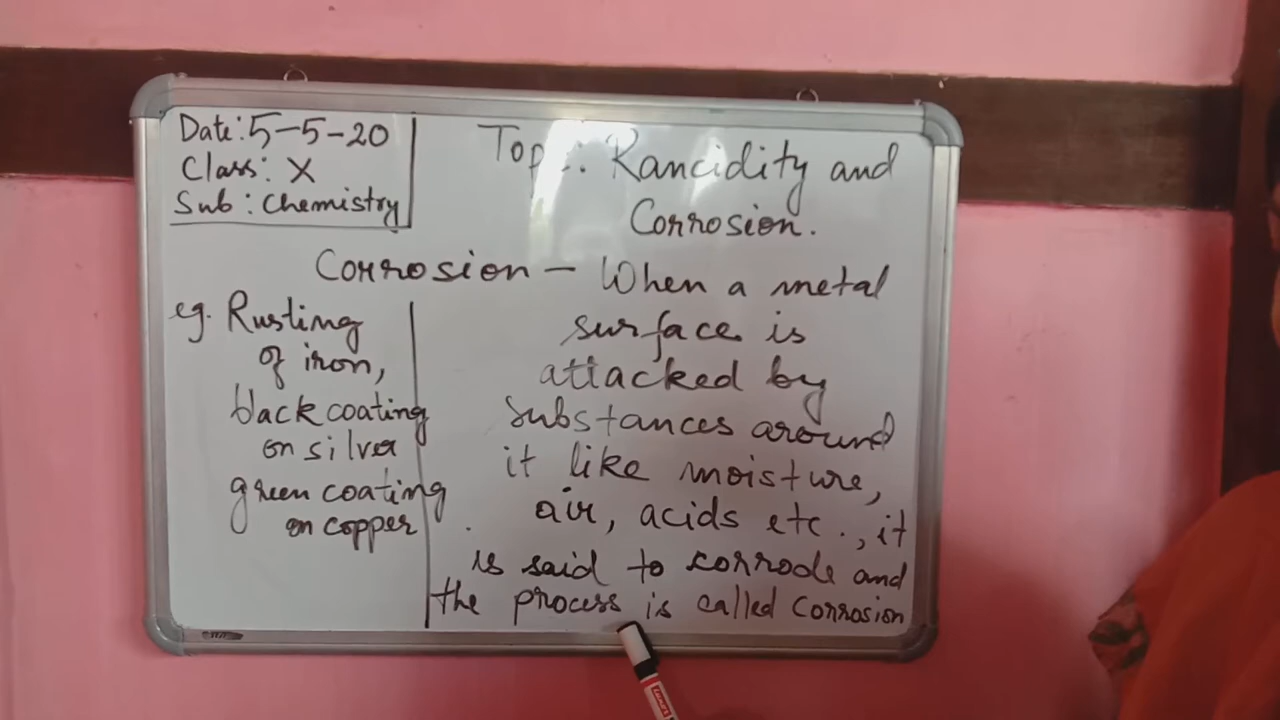 Date: 5-5-20
Class: X
Sub: Chemistry
Topic: Rancidity and
Corrosion.
Corrosion - When a metal
surface is
attacked by
substances around
it like moisture,
air, acids etc., it
is said to corrode and
the process is called Corrosion
eg. Rusting
of iron,
black coating
on silver
green coating
on copper